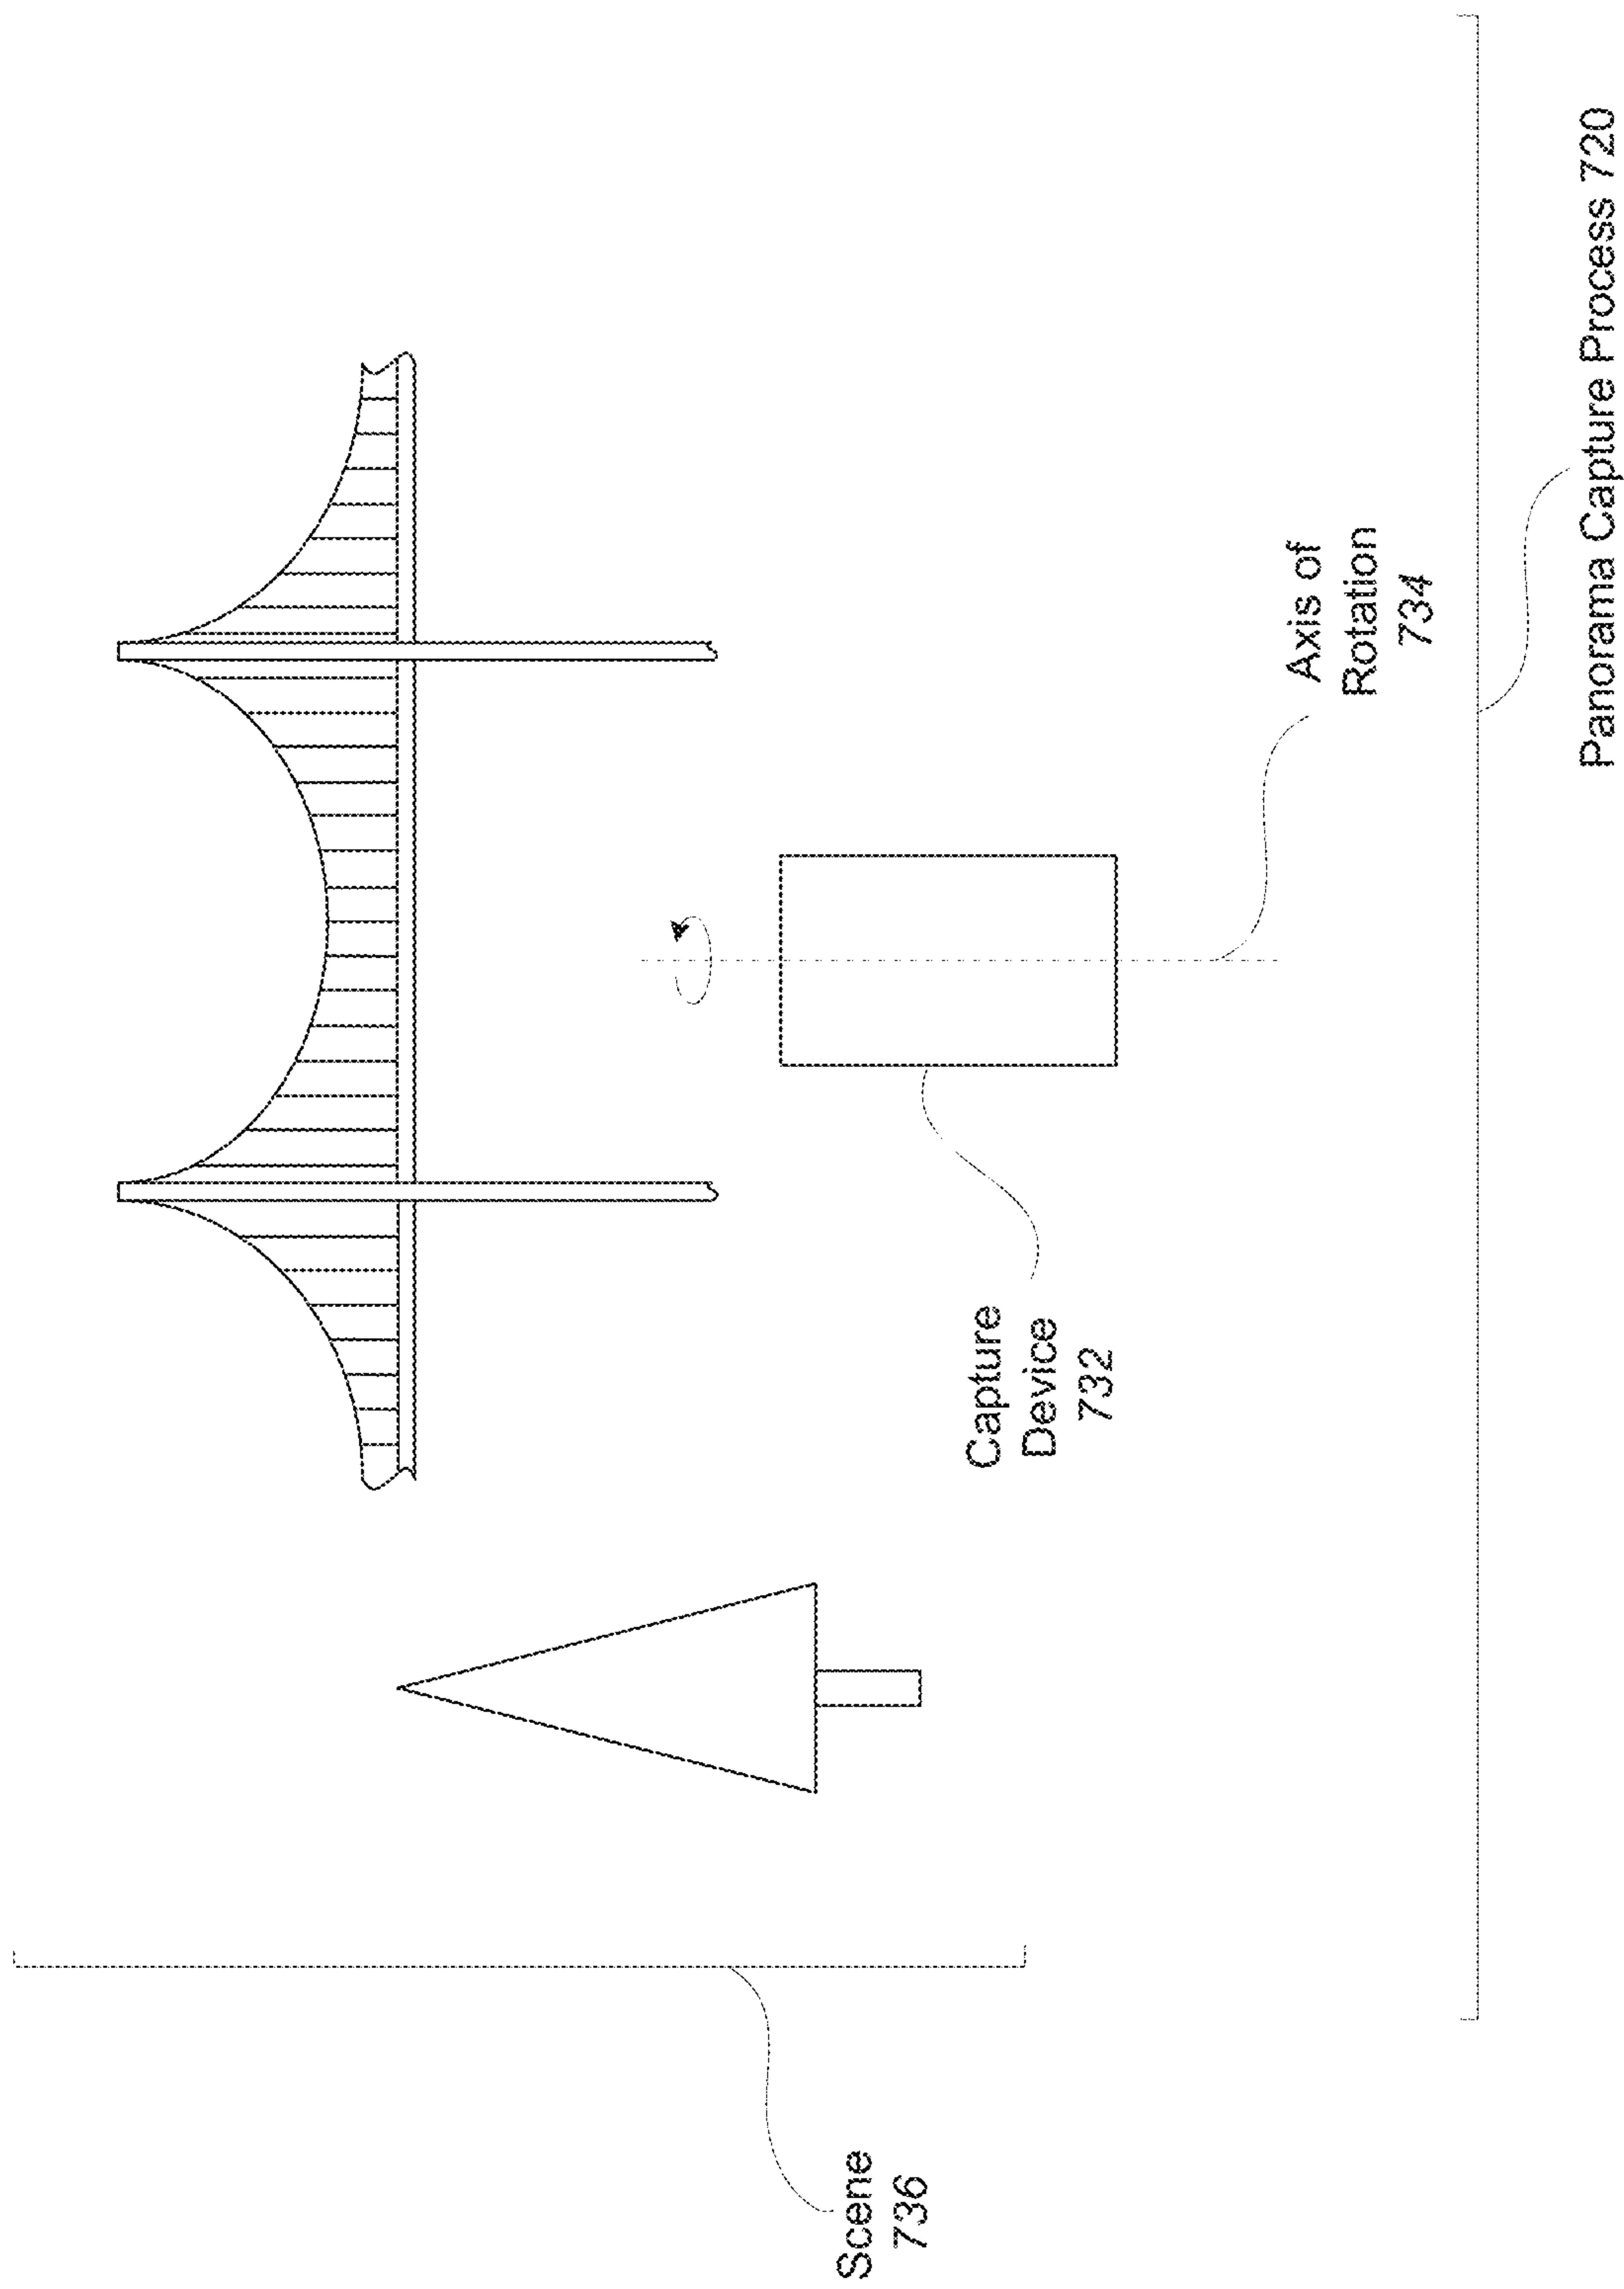 Scene
736
Capture
Device
732
Axis of
Rotation
734
Panorama Capture Process 720